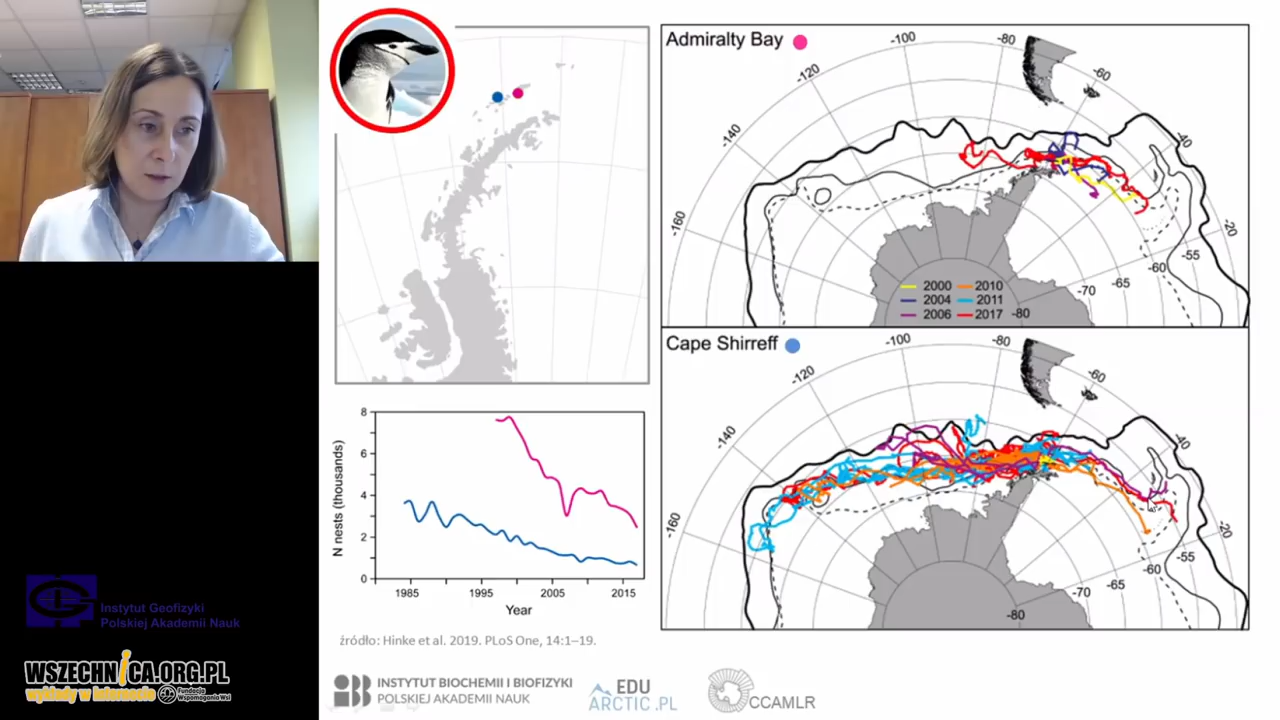 Admiralty Bay
-100
-80
-60
-120
-40
-140
-20
-160
-55
-60
-65
-70
-80
2000
2010
2004
2011
2006
2017
Cape Shirreff
-100
-80
-60
-120
-40
-140
-20
-160
-55
-60
-65
-70
-80
N nests (thousands)
8
6
4
2
0
1985
1995
2005
2015
Year
źródło: Hinke et al. 2019. PLoS One, 14:1–19.
Instytut Geofizyki
Polskiej Akademii Nauk
WSZECHNICA.ORG.PL
wykłady w internecie
Fundacja
Wspomagania Wsi
INSTYTUT BIOCHEMII I BIOFIZYKI
POLSKIEJ AKADEMII NAUK
EDU
ARCTIC.PL
CCAMLR